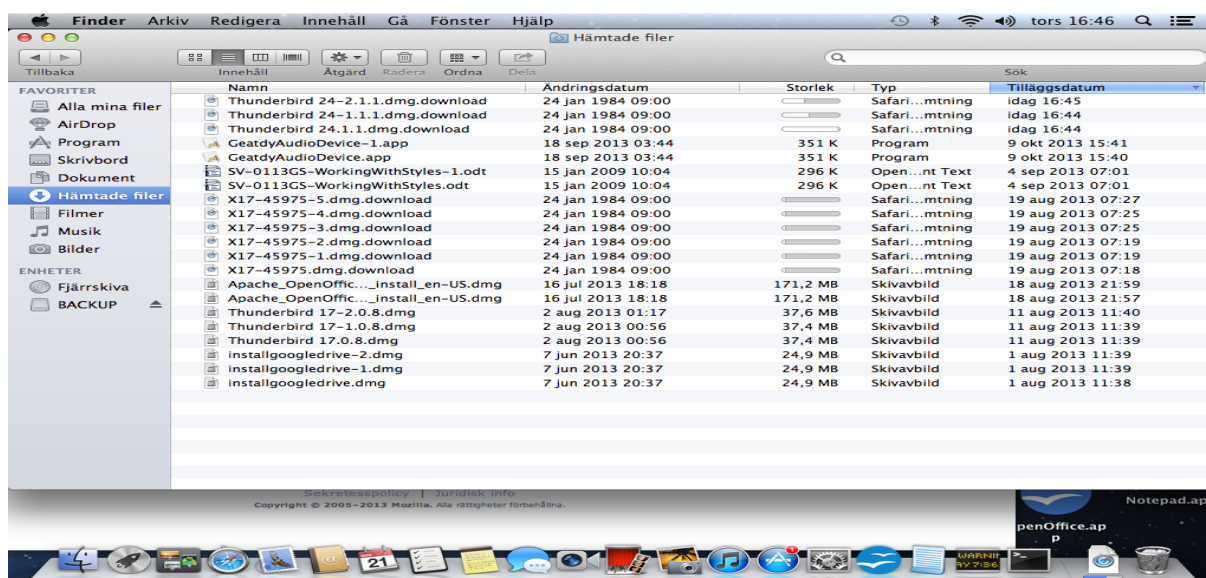 Finder Arkiv Redigera Innehåll Gå Fönster Hjälp tors 16:46
Hämtade filer
Tillbaka Innehåll Åtgärd Radera Ordna Dela Sök
FAVORITER
Alla mina filer
AirDrop
Program
Skrivbord
Dokument
Hämtade filer
Filmer
Musik
Bilder
ENHETER
Fjärrskiva
BACKUP
Namn Ändringsdatum Storlek Typ Tilläggsdatum
Thunderbird 24-2.1.1.dmg.download 24 jan 1984 09:00 Safari...mtning idag 16:45
Thunderbird 24-1.1.1.dmg.download 24 jan 1984 09:00 Safari...mtning idag 16:44
Thunderbird 24.1.1.dmg.download 24 jan 1984 09:00 Safari...mtning idag 16:44
GeatdyAudioDevice-1.app 18 sep 2013 03:44 351 K Program 9 okt 2013 15:41
GeatdyAudioDevice.app 18 sep 2013 03:44 351 K Program 9 okt 2013 15:40
SV-0113GS-WorkingWithStyles-1.odt 15 jan 2009 10:04 296 K Open...nt Text 4 sep 2013 07:01
SV-0113GS-WorkingWithStyles.odt 15 jan 2009 10:04 296 K Open...nt Text 4 sep 2013 07:01
X17-45975-5.dmg.download 24 jan 1984 09:00 Safari...mtning 19 aug 2013 07:27
X17-45975-4.dmg.download 24 jan 1984 09:00 Safari...mtning 19 aug 2013 07:25
X17-45975-3.dmg.download 24 jan 1984 09:00 Safari...mtning 19 aug 2013 07:25
X17-45975-2.dmg.download 24 jan 1984 09:00 Safari...mtning 19 aug 2013 07:19
X17-45975-1.dmg.download 24 jan 1984 09:00 Safari...mtning 19 aug 2013 07:19
X17-45975.dmg.download 24 jan 1984 09:00 Safari...mtning 19 aug 2013 07:18
Apache_OpenOffic..._install_en-US.dmg 16 jul 2013 18:18 171,2 MB Skivavbild 18 aug 2013 21:59
Apache_OpenOffic..._install_en-US.dmg 16 jul 2013 18:18 171,2 MB Skivavbild 18 aug 2013 21:57
Thunderbird 17-2.0.8.dmg 2 aug 2013 01:17 37,6 MB Skivavbild 11 aug 2013 11:40
Thunderbird 17-1.0.8.dmg 2 aug 2013 00:56 37,4 MB Skivavbild 11 aug 2013 11:39
Thunderbird 17.0.8.dmg 2 aug 2013 00:56 37,4 MB Skivavbild 11 aug 2013 11:39
installgoogledrive-2.dmg 7 jun 2013 20:37 24,9 MB Skivavbild 1 aug 2013 11:39
installgoogledrive-1.dmg 7 jun 2013 20:37 24,9 MB Skivavbild 1 aug 2013 11:39
installgoogledrive.dmg 7 jun 2013 20:37 24,9 MB Skivavbild 1 aug 2013 11:38
Sekretesspolicy | Juridisk info
Copyright © 2005–2013 Mozilla. Alla rättigheter förbehållna.
Notepad.ap
penOffice.ap
p
21
WARNIN
AY 7:36